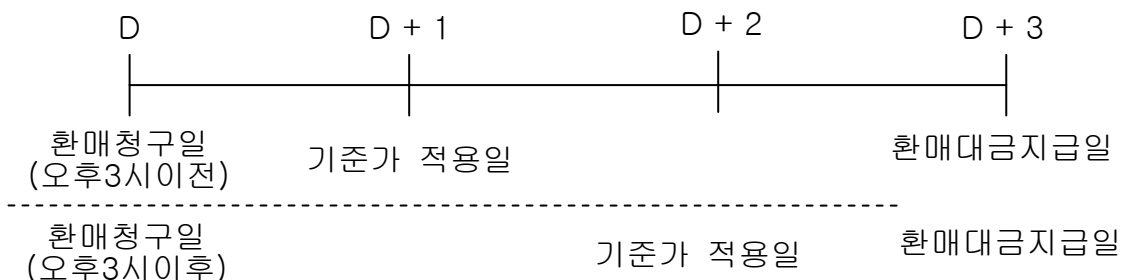 D D + 1 D + 2 D + 3
환매청구일
(오후3시이전)
기준가 적용일
환매대금지급일
환매청구일
(오후3시이후)
기준가 적용일
환매대금지급일